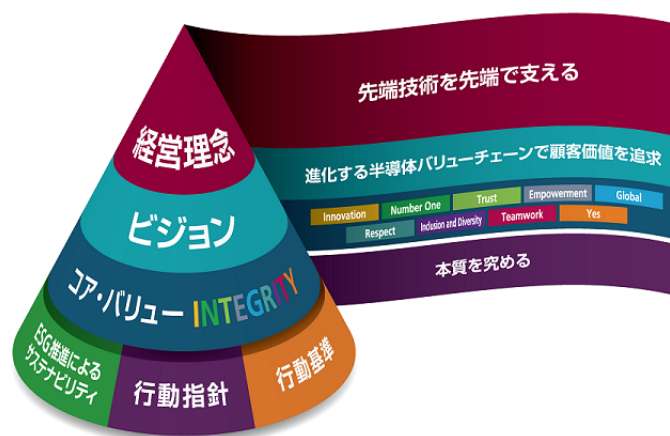 経営理念
先端技術を先端で支える
ビジョン
進化する半導体バリューチェーンで顧客価値を追求
コア・バリュー INTEGRITY
Innovation Number One Trust Empowerment Global
Respect Inclusion and Diversity Teamwork Yes
ESG推進による
サステナビリティ
行動指針
行動基準
本質を究める